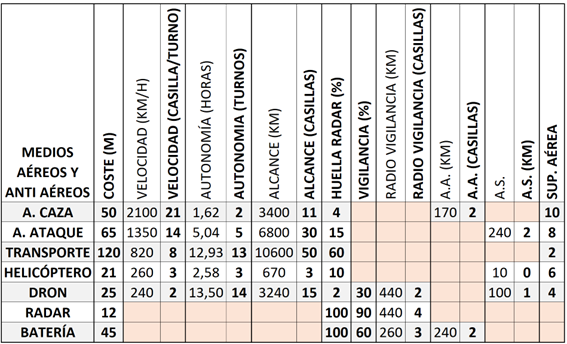 MEDIOS AÉREOS Y ANTI AÉREOS COSTE (M) VELOCIDAD (KM/H) VELOCIDAD (CASILLA/TURNO) AUTONOMÍA (HORAS) AUTONOMIA (TURNOS) ALCANCE (KM) ALCANCE (CASILLAS) HUELLA RADAR (%) VIGILANCIA (%) RADIO VIGILANCIA (KM) RADIO VIGILANCIA (CASILLAS) A.A. (KM) A.A. (CASILLAS) A.S. A.S. (KM) SUP. AÉREA
A. CAZA 50 2100 21 1,62 2 3400 11 4 170 2 10
A. ATAQUE 65 1350 14 5,04 5 6800 30 15 240 2 8
TRANSPORTE 120 820 8 12,93 13 10600 50 60 2
HELICÓPTERO 21 260 3 2,58 3 670 3 10 10 0 6
DRON 25 240 2 13,50 14 3240 15 2 30 440 2 100 1 4
RADAR 12 100 90 440 4
BATERÍA 45 100 60 260 3 240 2